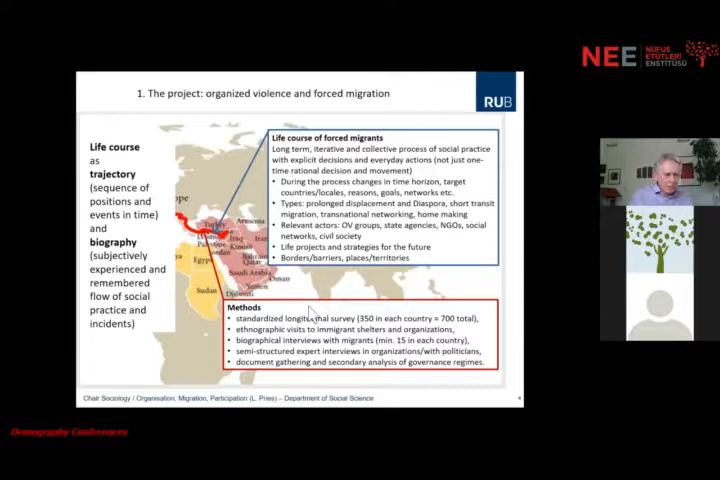 NEE NÜFUS
ETÜTLERİ
ENSTİTÜSÜ
1. The project: organized violence and forced migration
RUB
Life course
as
trajectory
(sequence of
positions and
events in time)
and
biography
(subjectively
experienced and
remembered
flow of social
practice and
incidents)
Life course of forced migrants
Long term, iterative and collective process of social practice
with explicit decisions and everyday actions (not just one-
time rational decision and movement)
• During the process changes in time horizon, target
countries/locales, reasons, goals, networks etc.
• Types: prolonged displacement and Diaspora, short transit
migration, transnational networking, home making
• Relevant actors: OV groups, state agencies, NGOs, social
networks, civil society
• Life projects and strategies for the future
• Borders/barriers, places/territories
ope
Turkey
Armenia
Iraq
Iran
Jordan
Kuwait
Egypt
Bahrain
Qatar
Saudi Arabia
Oman
Yemen
Sudan
Djibouti
Methods
• standardized longitudinal survey (350 in each country = 700 total),
• ethnographic visits to immigrant shelters and organizations,
• biographical interviews with migrants (min. 15 in each country),
• semi-structured expert interviews in organizations/with politicians,
• document gathering and secondary analysis of governance regimes.
Chair Sociology / Organisation, Migration, Participation (L. Pries) – Department of Social Science
Demography Conferences